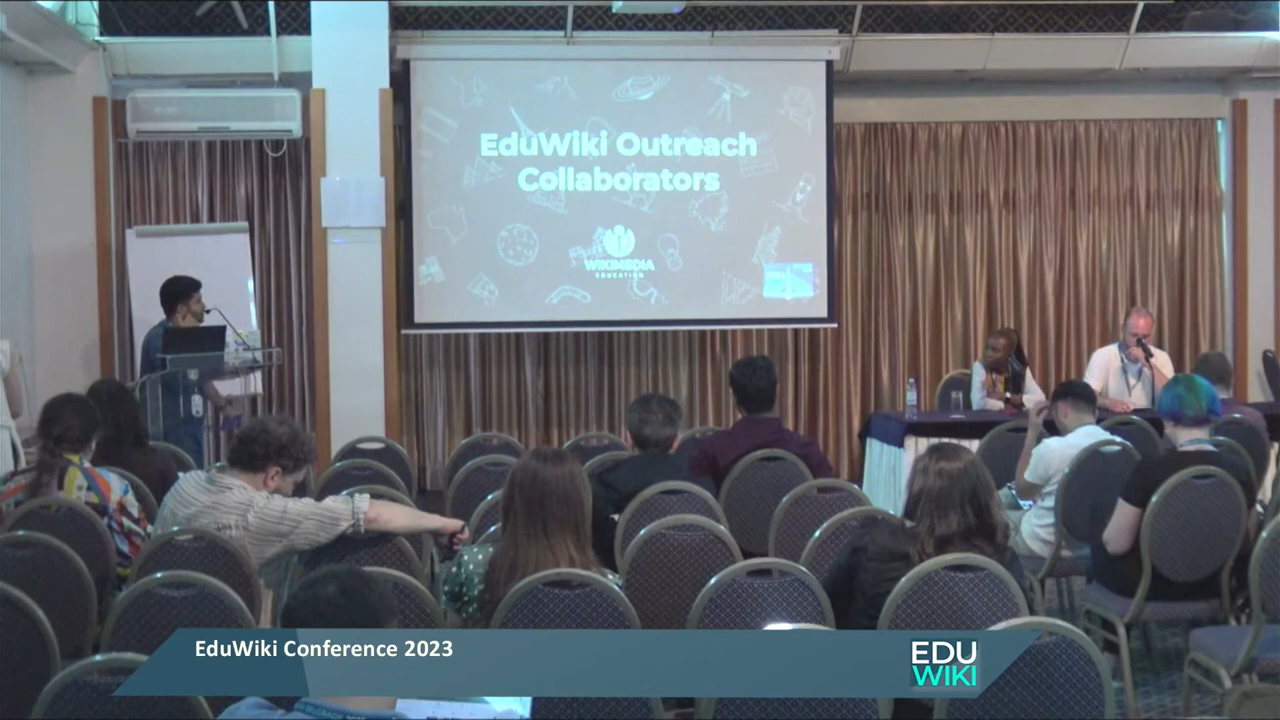 EduWiki Outreach
Collaborators
WIKIMEDIA
EDUCATION
EduWiki Conference 2023
EDU
WIKI